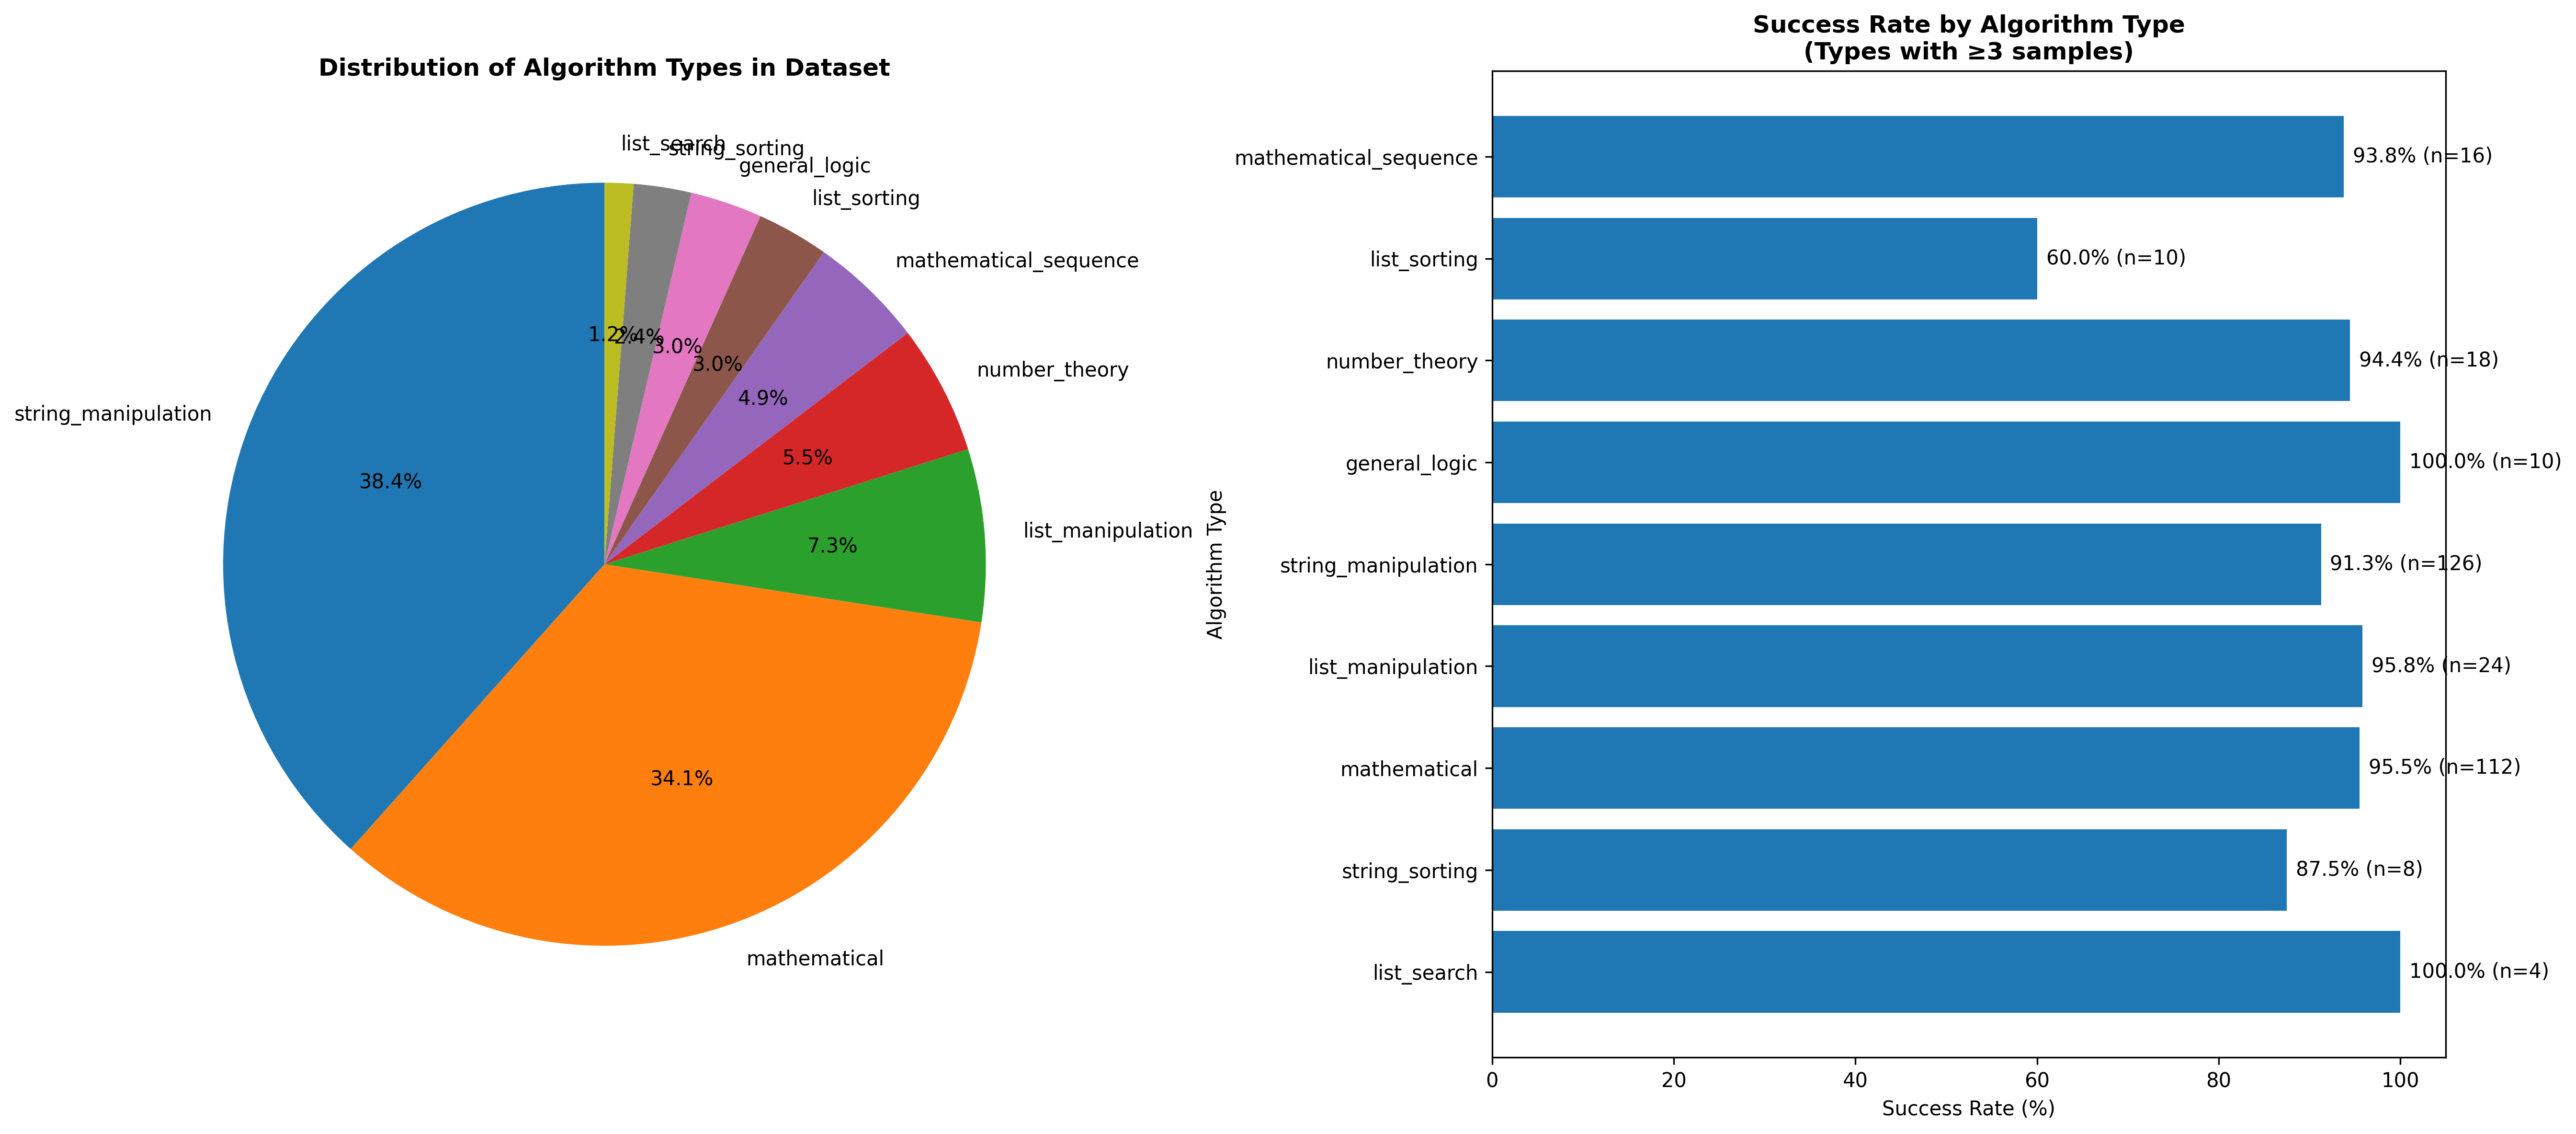 Distribution of Algorithm Types in Dataset
list_search
string_sorting
general_logic
list_sorting
mathematical_sequence
number_theory
list_manipulation
mathematical
string_manipulation
1.2%
2.4%
3.0%
3.0%
4.9%
5.5%
7.3%
34.1%
38.4%
Success Rate by Algorithm Type
(Types with ≥3 samples)
Algorithm Type
mathematical_sequence
93.8% (n=16)
list_sorting
60.0% (n=10)
number_theory
94.4% (n=18)
general_logic
100.0% (n=10)
string_manipulation
91.3% (n=126)
list_manipulation
95.8% (n=24)
mathematical
95.5% (n=112)
string_sorting
87.5% (n=8)
list_search
100.0% (n=4)
0 20 40 60 80 100
Success Rate (%)